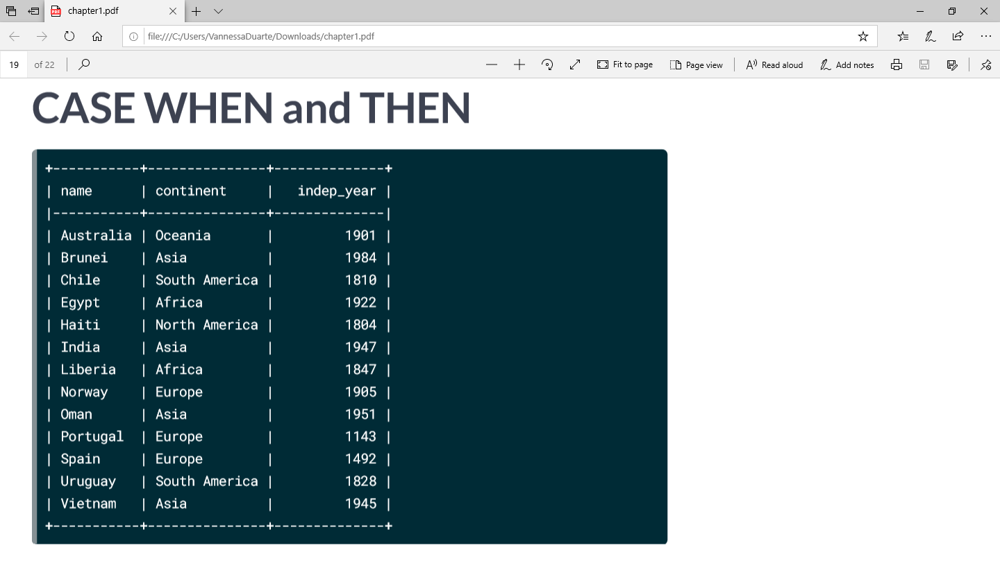 chapter1.pdf
file:///C:/Users/VannessaDuarte/Downloads/chapter1.pdf
19 of 22 Fit to page Page view Read aloud Add notes
CASE WHEN and THEN
+-----------+---------------+--------------+
| name      | continent     |   indep_year |
|-----------+---------------+--------------|
| Australia | Oceania       |         1901 |
| Brunei    | Asia          |         1984 |
| Chile     | South America |         1810 |
| Egypt     | Africa        |         1922 |
| Haiti     | North America |         1804 |
| India     | Asia          |         1947 |
| Liberia   | Africa        |         1847 |
| Norway    | Europe        |         1905 |
| Oman      | Asia          |         1951 |
| Portugal  | Europe        |         1143 |
| Spain     | Europe        |         1492 |
| Uruguay   | South America |         1828 |
| Vietnam   | Asia          |         1945 |
+-----------+---------------+--------------+